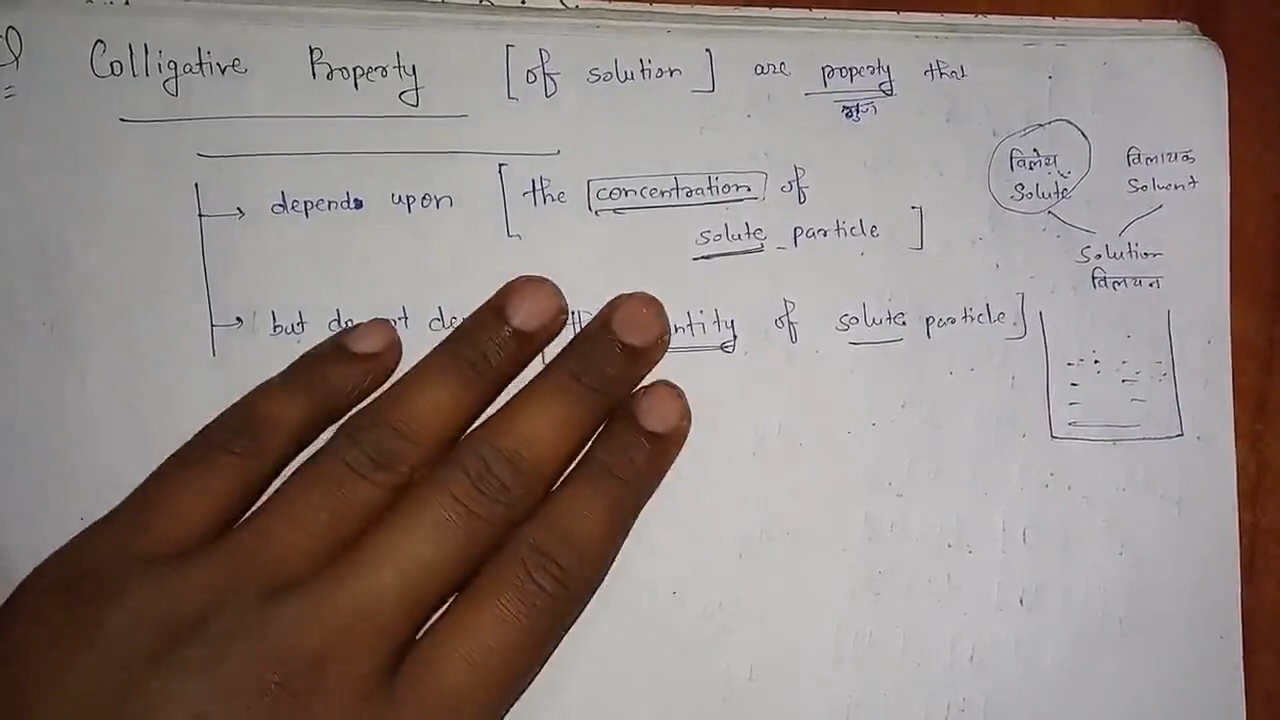 Colligative Property [of solution] are property that
गुण
depends upon [the concentration of
solute particle]
but do of solute particle.]
विलेय विलायक
Solute Solvent
Solution
विलयन